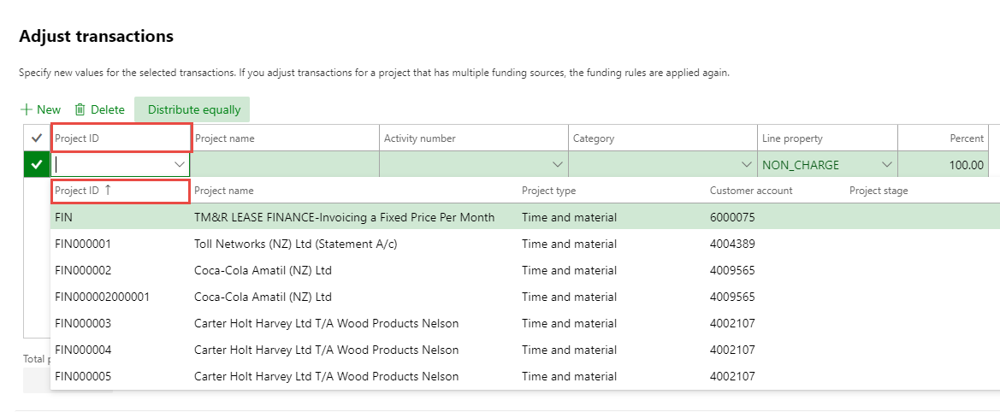 Adjust transactions
Specify new values for the selected transactions. If you adjust transactions for a project that has multiple funding sources, the funding rules are applied again.
New Delete Distribute equally
Project ID Project name Activity number Category Line property Percent
NON_CHARGE 100.00
Project ID ↑ Project name Project type Customer account Project stage
FIN TM&R LEASE FINANCE-Invoicing a Fixed Price Per Month Time and material 6000075
FIN000001 Toll Networks (NZ) Ltd (Statement A/c) Time and material 4004389
FIN000002 Coca-Cola Amatil (NZ) Ltd Time and material 4009565
FIN000002000001 Coca-Cola Amatil (NZ) Ltd Time and material 4009565
FIN000003 Carter Holt Harvey Ltd T/A Wood Products Nelson Time and material 4002107
FIN000004 Carter Holt Harvey Ltd T/A Wood Products Nelson Time and material 4002107
Total
FIN000005 Carter Holt Harvey Ltd T/A Wood Products Nelson Time and material 4002107